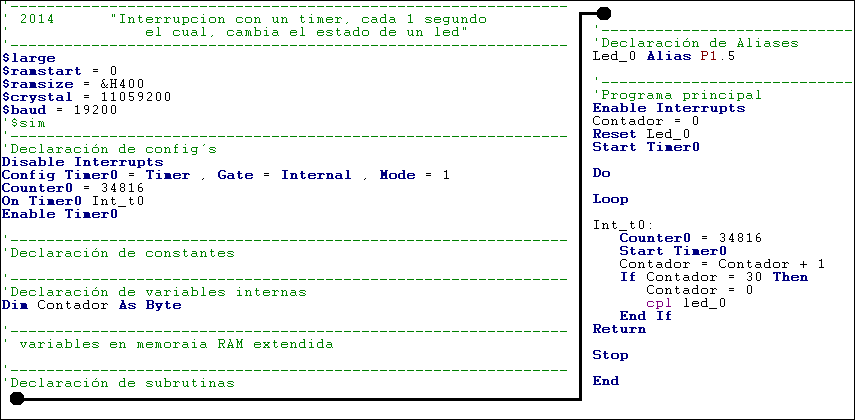 '---------------------------------------------------------------
' 2014       "Interrupcion con un timer, cada 1 segundo
'                el cual, cambia el estado de un led"
'---------------------------------------------------------------
$large
$ramstart = 0
$ramsize = &H400
$crystal = 11059200
$baud = 19200
'$sim
'---------------------------------------------------------------
'Declaración de config´s
Disable Interrupts
Config Timer0 = Timer , Gate = Internal , Mode = 1
Counter0 = 34816
On Timer0 Int_t0
Enable Timer0
'---------------------------------------------------------------
'Declaración de constantes
'---------------------------------------------------------------
'Declaración de variables internas
Dim Contador As Byte
'---------------------------------------------------------------
' variables en memoraia RAM extendida
'---------------------------------------------------------------
'Declaración de subrutinas
'-----------------------------
'Declaración de Aliases
Led_0 Alias P1.5
'-----------------------------
'Programa principal
Enable Interrupts
Contador = 0
Reset Led_0
Start Timer0
Do
Loop
Int_t0:
   Counter0 = 34816
   Start Timer0
   Contador = Contador + 1
   If Contador = 30 Then
      Contador = 0
      cpl led_0
   End If
Return
Stop
End